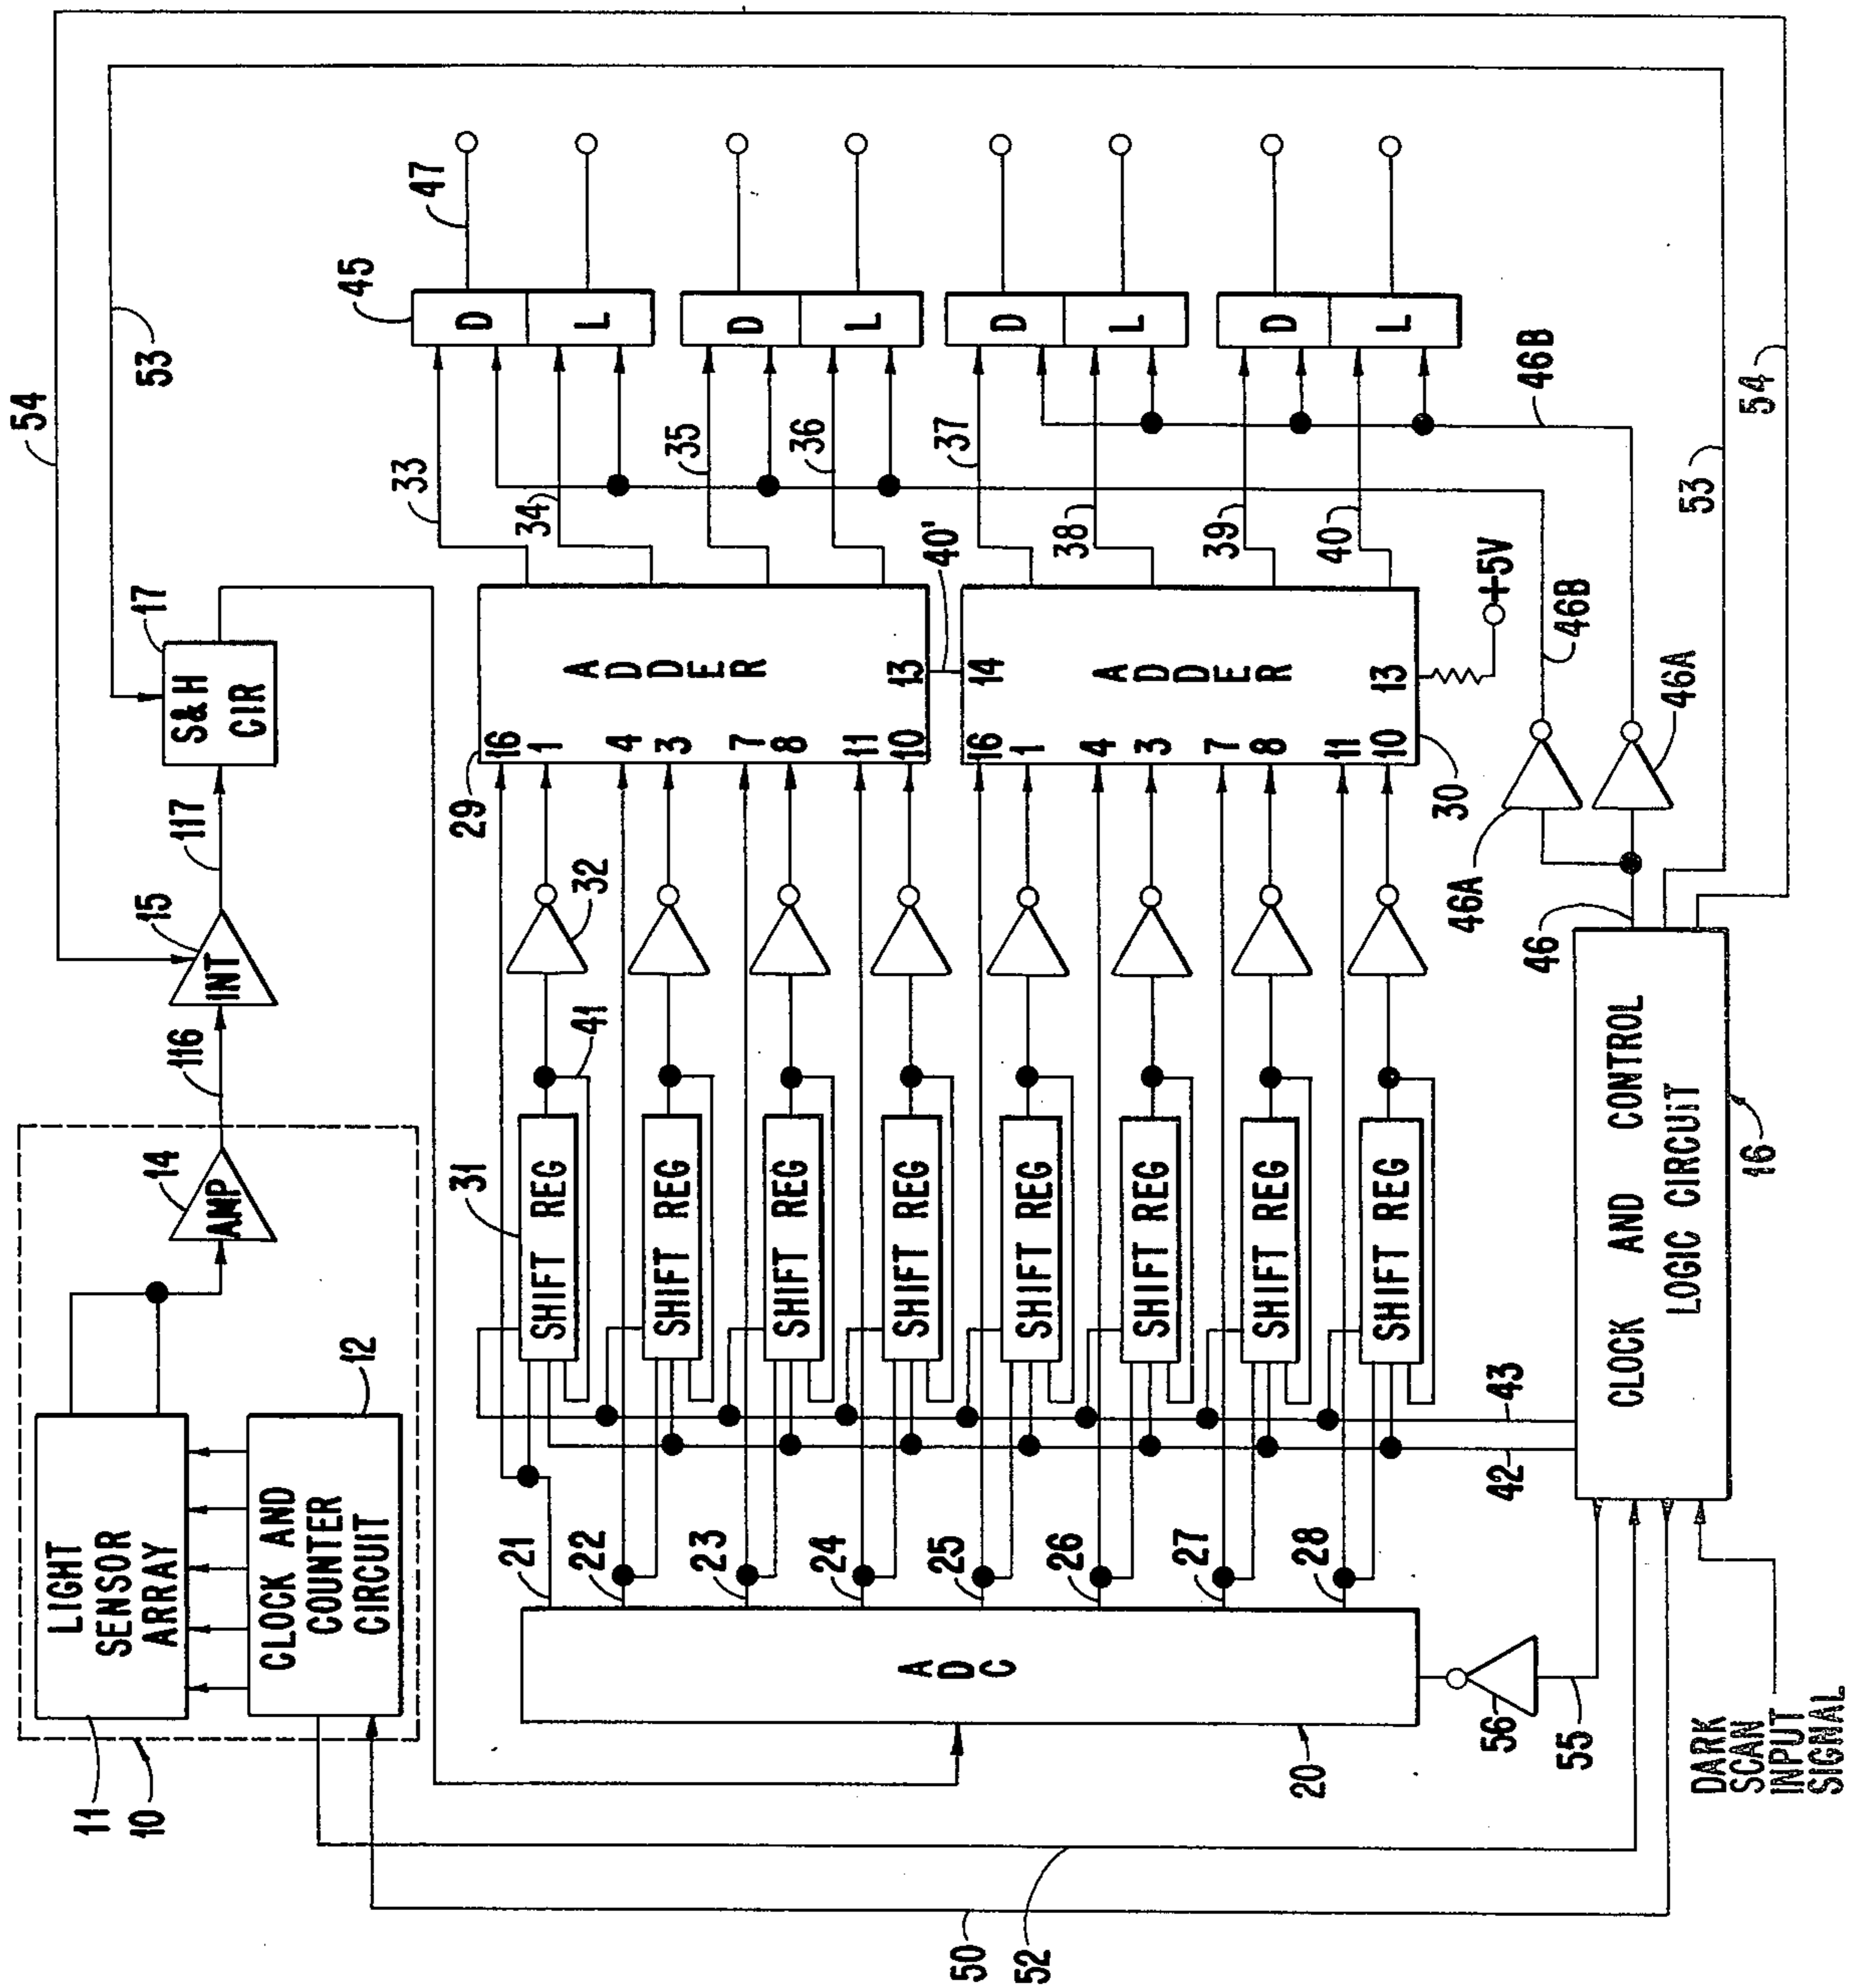 54
53
11
10
LIGHT
SENSOR
ARRAY
CLOCK AND
COUNTER
CIRCUIT
12
14
AMP
116
15
INT
117
17
S&H
CIR
20
ADC
21
22
23
24
25
26
27
28
31
SHIFT REG
SHIFT REG
SHIFT REG
SHIFT REG
SHIFT REG
SHIFT REG
SHIFT REG
SHIFT REG
41
32
29
16
1
4
3
7
8
11
10
ADDER
13
40'
16
1
4
3
7
8
11
10
14
ADDER
13
30
+5V
33
34
35
36
37
38
39
40
45
D
L
D
L
D
L
D
L
47
46B
46B
46A
46A
46
42
43
CLOCK AND CONTROL
LOGIC CIRCUIT
16
56
55
DARK
SCAN
INPUT
SIGNAL
50
52
53
54